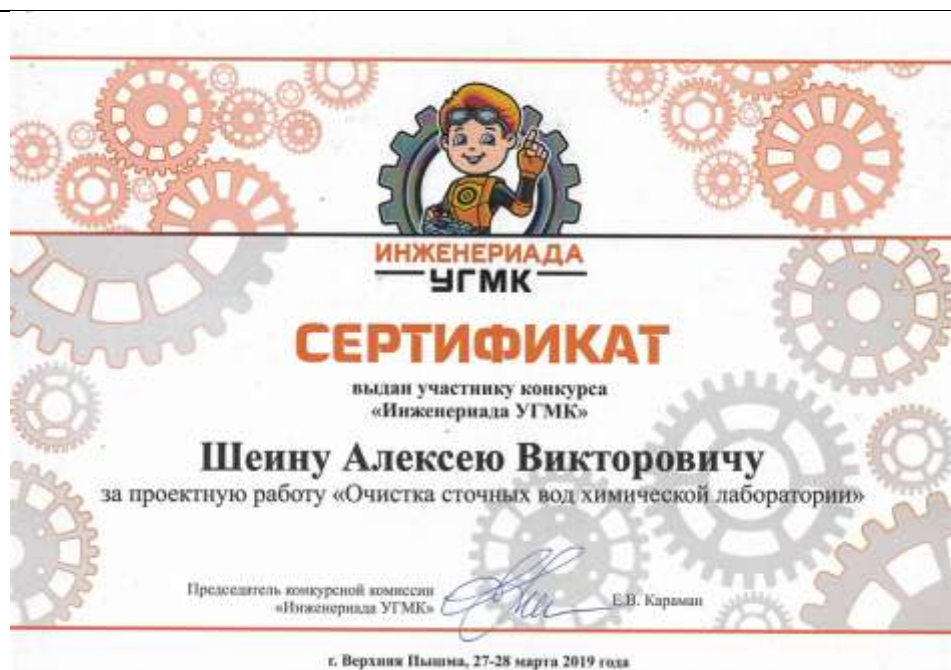 ИНЖЕНЕРИАДА
УГМК
СЕРТИФИКАТ
выдан участнику конкурса
«Инженериада УГМК»
Шеину Алексею Викторовичу
за проектную работу «Очистка сточных вод химической лаборатории»
Председатель конкурсной комиссии
«Инженериада УГМК»
Е.В. Караман
г. Верхняя Пышма, 27-28 марта 2019 года